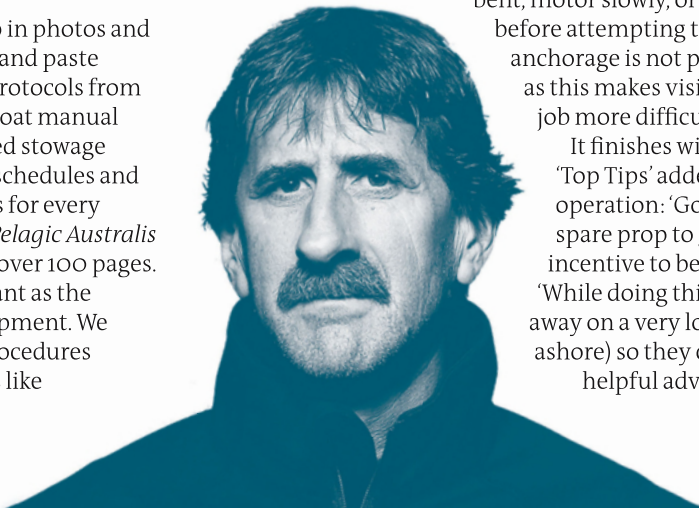 in photos and
and paste
rotocols from
oat manual
ed stowage
schedules and
s for every
Pelagic Australis
over 100 pages.
ant as the
pment. We
ocedures
like
bent, motor slowly, or
before attempting t
anchorage is not p
as this makes visi
job more difficu
It finishes wi
‘Top Tips’ adde
operation: ‘Go
spare prop to
incentive to be
‘While doing thi
away on a very lo
ashore) so they
helpful adv